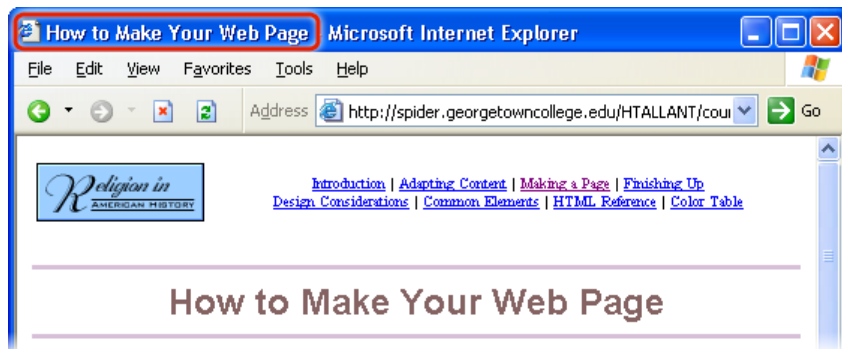 How to Make Your Web Page Microsoft Internet Explorer
File Edit View Favorites Tools Help
Address http://spider.georgetowncollege.edu/HTALLANT/cour Go
Religion in
AMERICAN HISTORY
Introduction | Adapting Content | Making a Page | Finishing Up
Design Considerations | Common Elements | HTML Reference | Color Table
How to Make Your Web Page